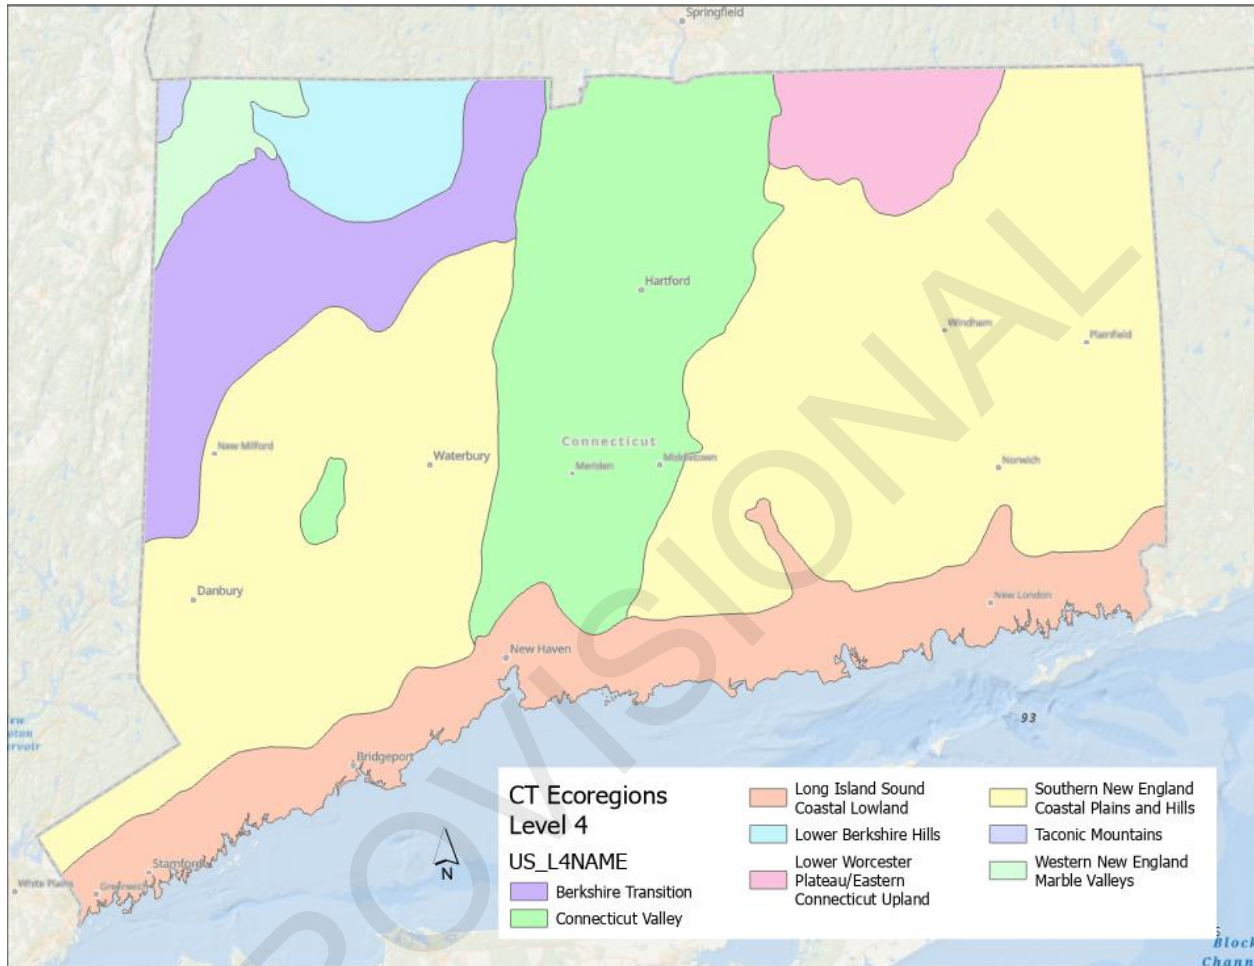 Springfield
Hartford
Windham
Plainfield
New Milford
Waterbury
Connecticut
Meriden
Middletown
Norwich
Danbury
New London
New Haven
93
Bridgeport
Stamford
White Plains
Greenwich
PROVISIONAL
CT Ecoregions
Level 4
US_L4NAME
Berkshire Transition
Connecticut Valley
Long Island Sound
Coastal Lowland
Lower Berkshire Hills
Lower Worcester
Plateau/Eastern
Connecticut Upland
Southern New England
Coastal Plains and Hills
Taconic Mountains
Western New England
Marble Valleys
N
Block